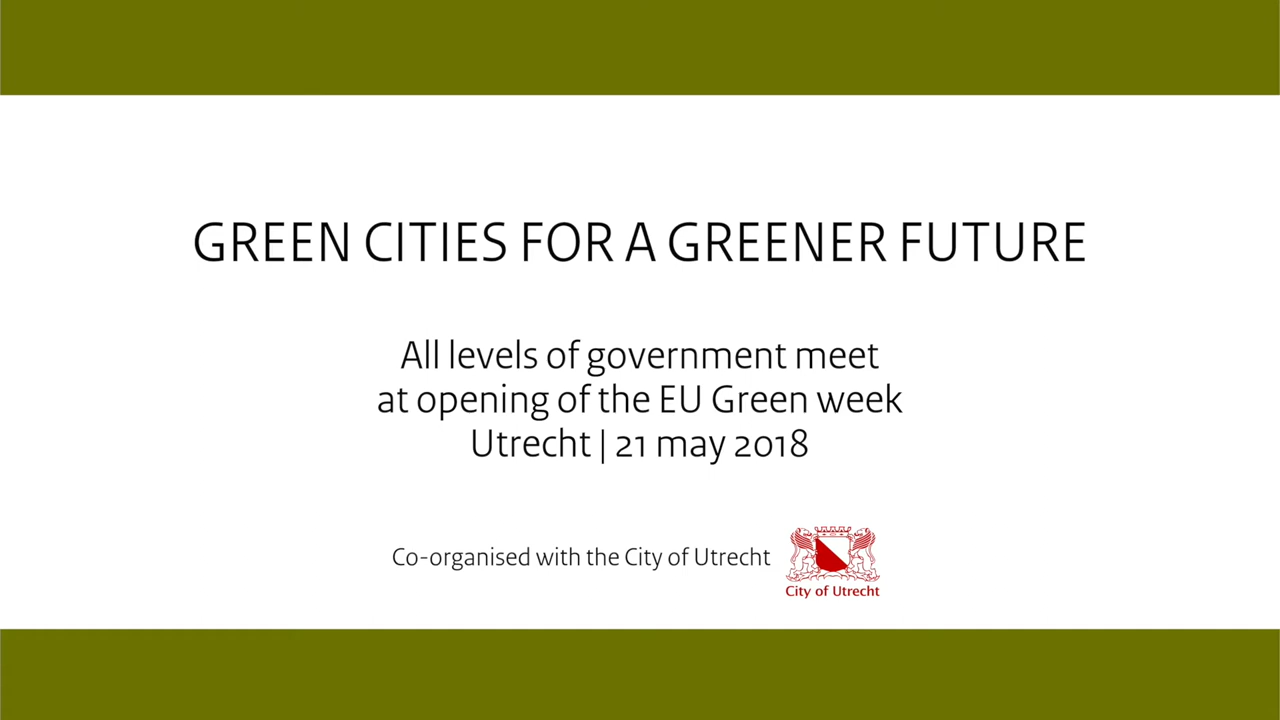 GREEN CITIES FOR A GREENER FUTURE
All levels of government meet
at opening of the EU Green week
Utrecht | 21 may 2018
Co-organised with the City of Utrecht
City of Utrecht